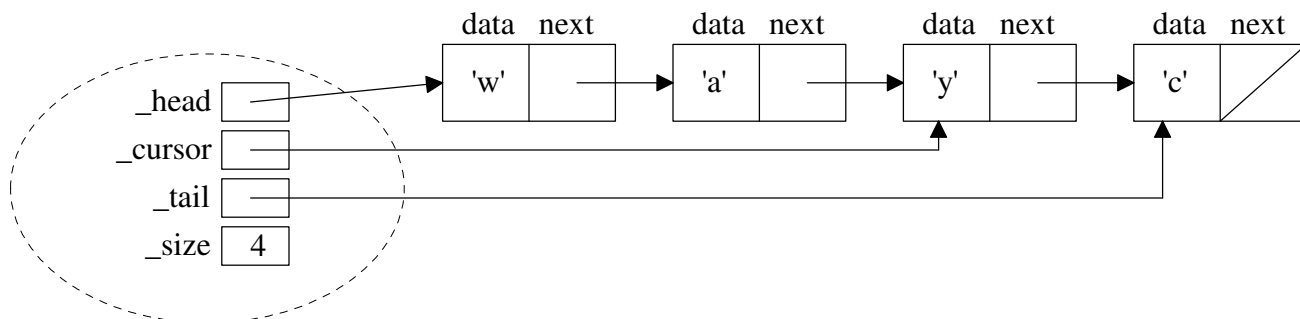 data next data next data next data next
_head 'w' 'a' 'y' 'c'
_cursor
_tail
_size 4